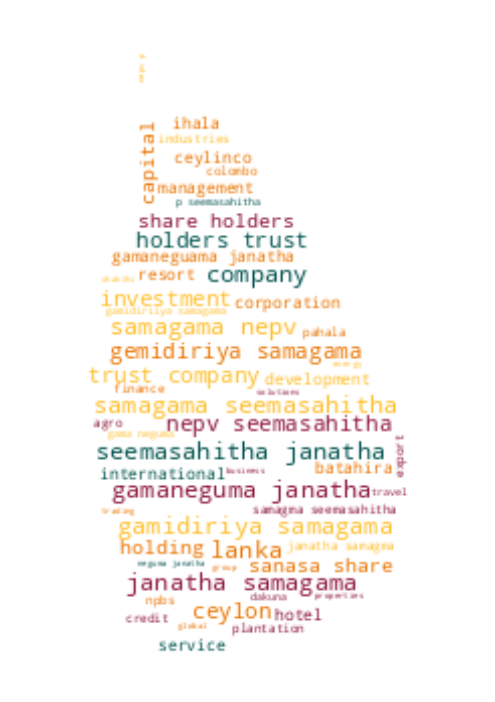 nepv p
capital
ihala
industries
ceylinco
colombo
management
p seemasahitha
share holders
holders trust
gamaneguama janatha
resort company
investment corporation
gamidiriiya samagama
samagama nepv pahala
gemidiriya samagama
energy
trust company development
finance solutions
samagama seemasahitha
agro nepv seemasahitha
gama neguma
seemasahitha janatha export
international business batahira
gamaneguma janatha travel
trading samagma seemasahitha
gamidiriya samagama
holding lanka janatha samagma
neguma janatha group sanasa share
janatha samagama
npbs dakuna properties
ceylon hotel
credit global plantation
service